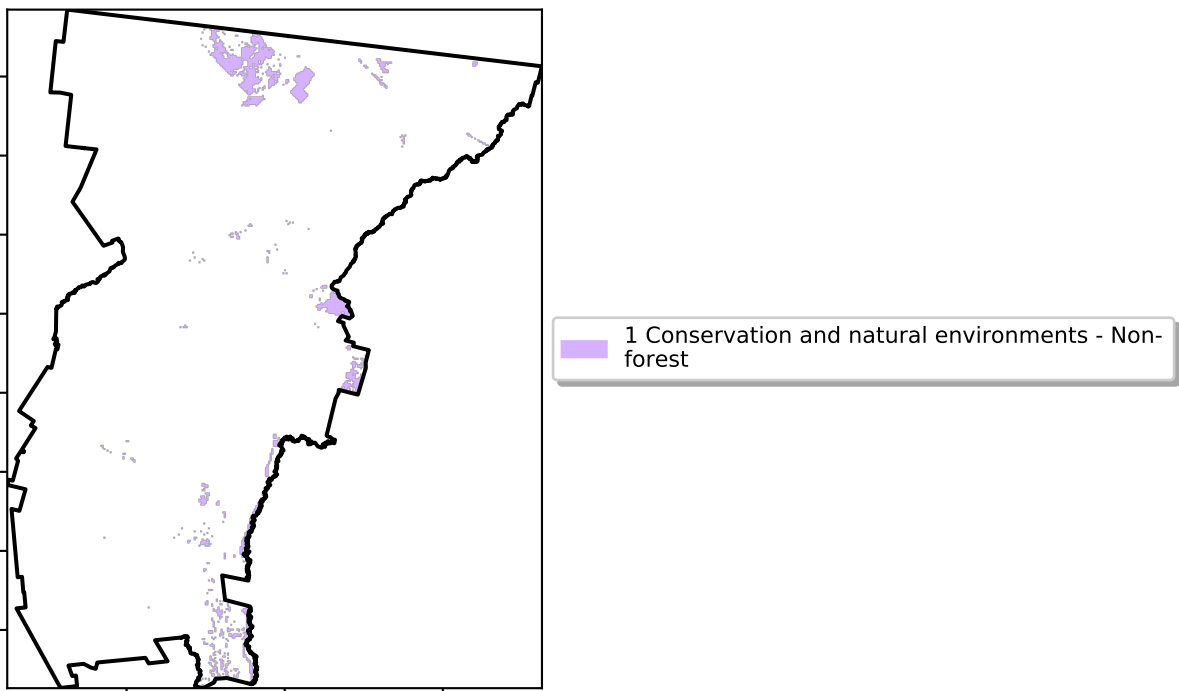 1 Conservation and natural environments - Non-
forest